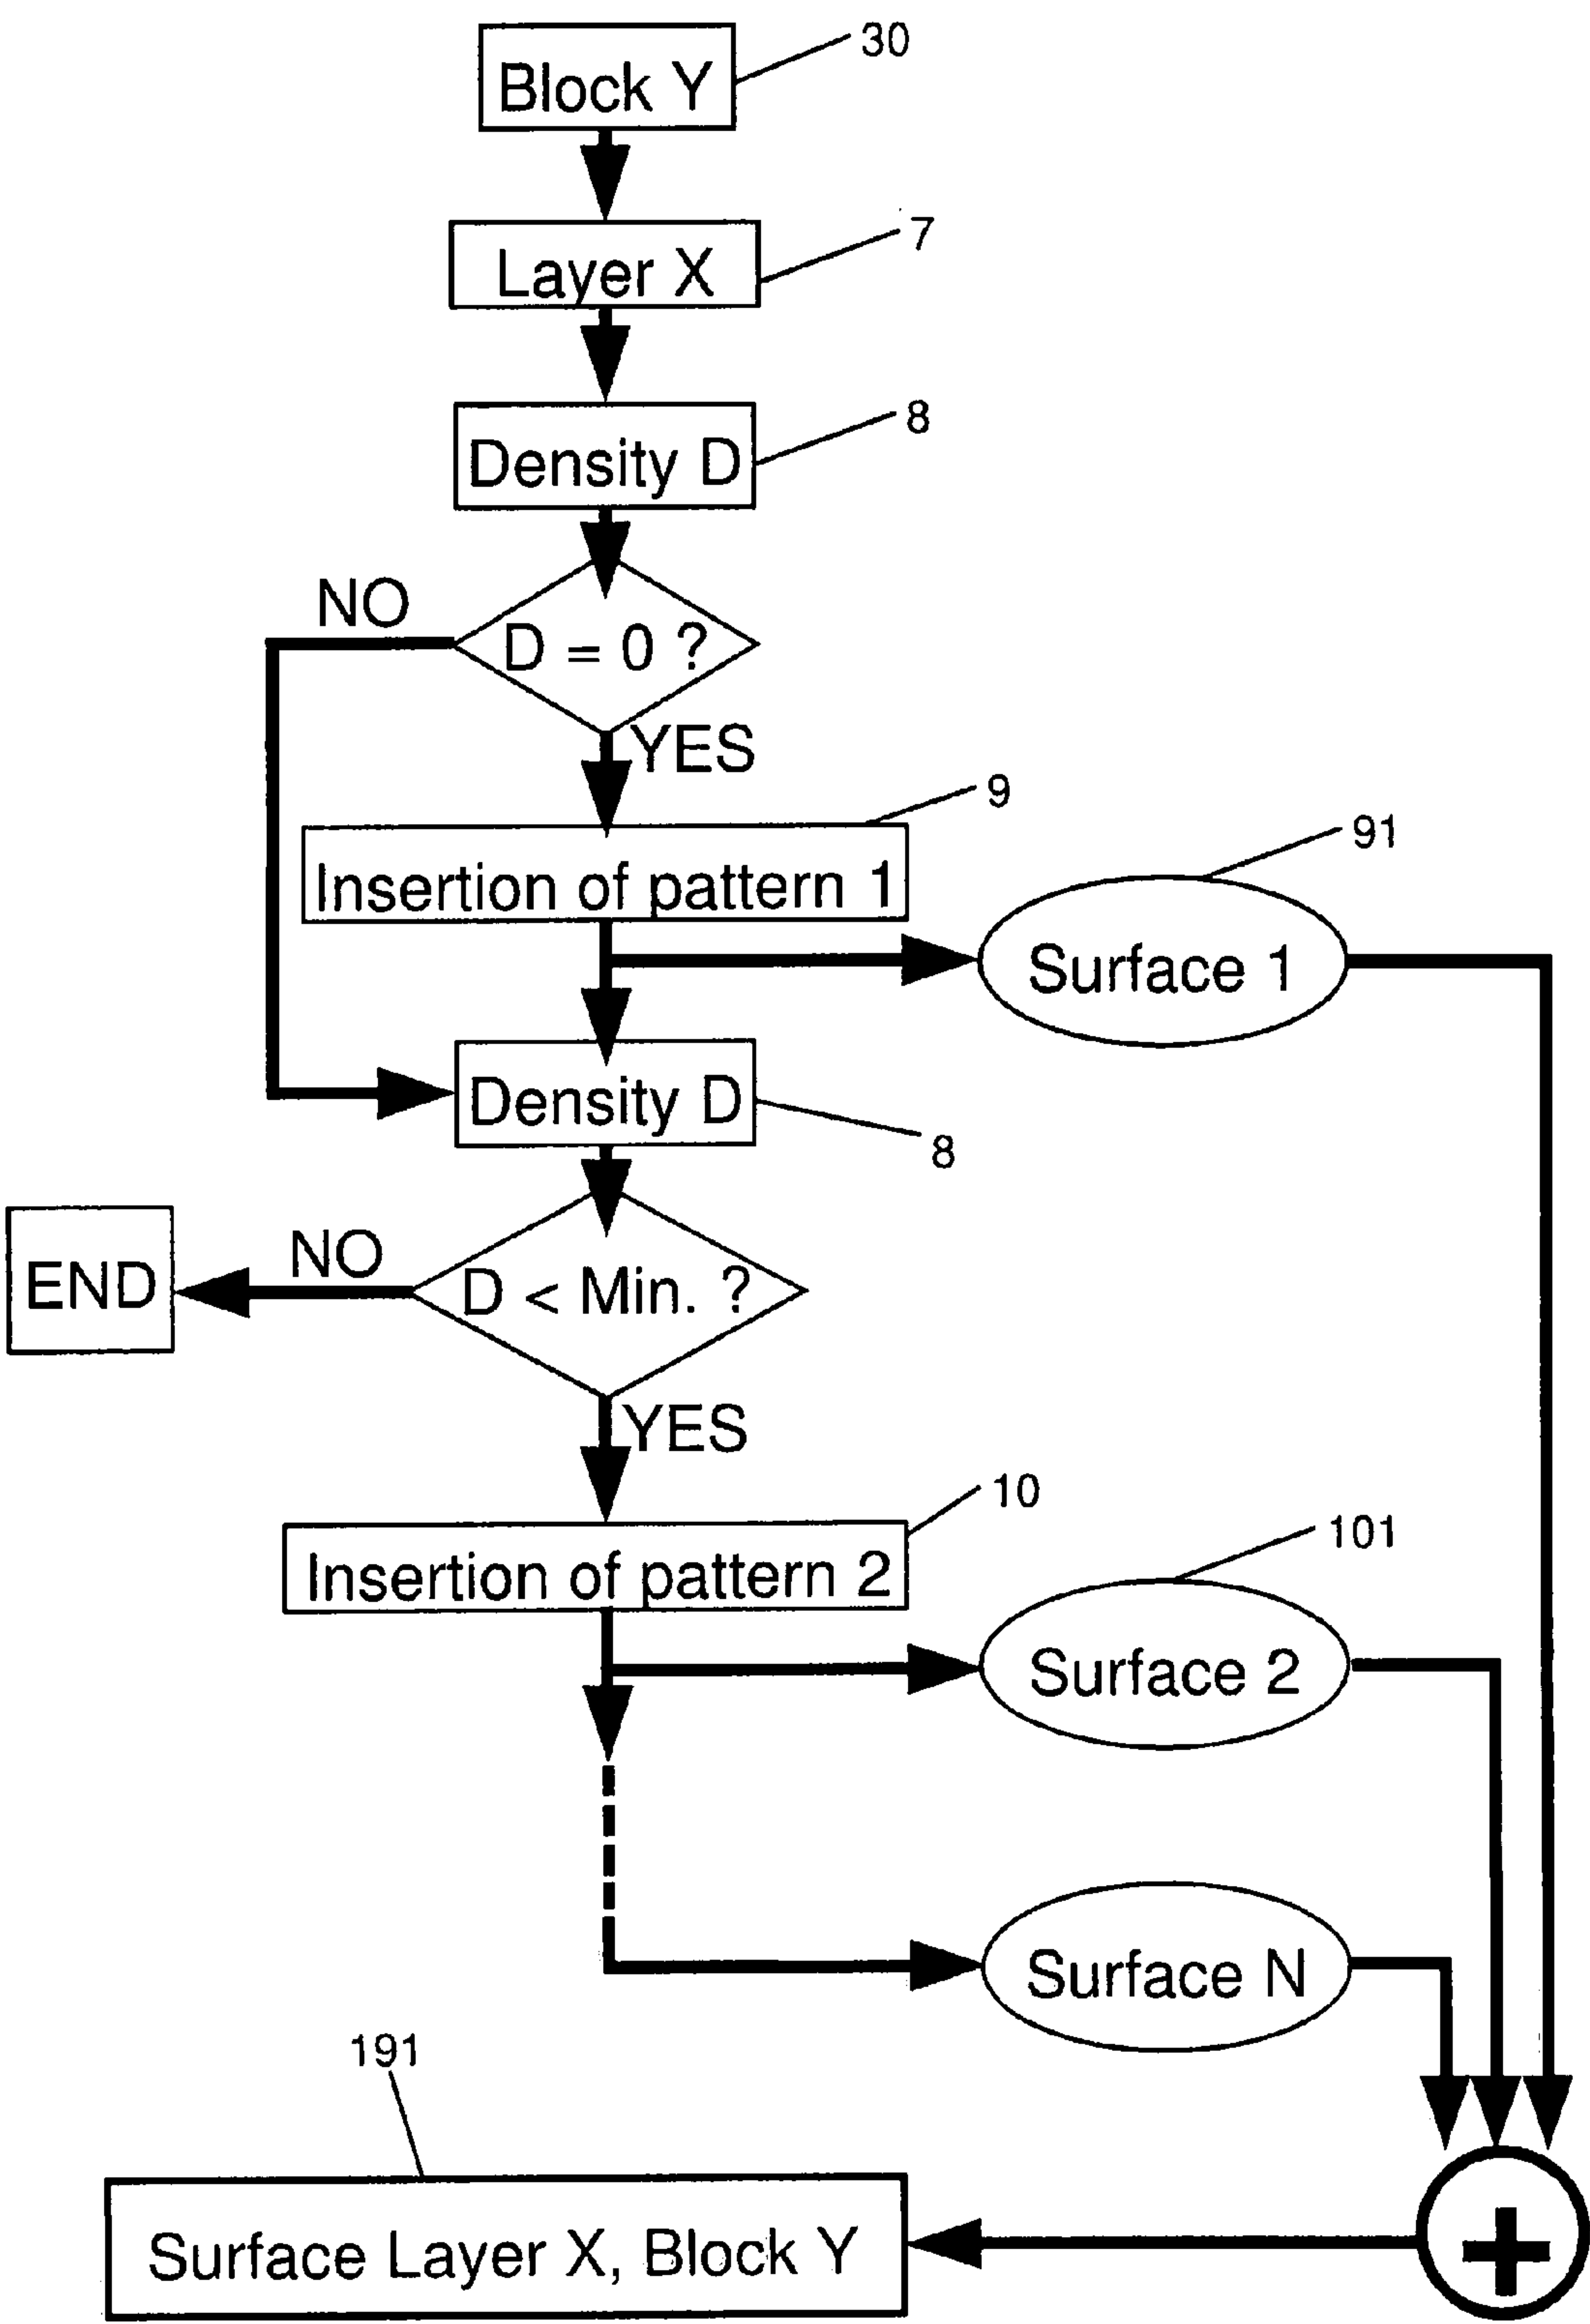 30
Block Y
7
Layer X
8
Density D
NO
D = 0 ?
YES
9
Insertion of pattern 1
91
Surface 1
Density D
8
NO
END
D < Min. ?
YES
10
Insertion of pattern 2
101
Surface 2
Surface N
191
+
Surface Layer X, Block Y